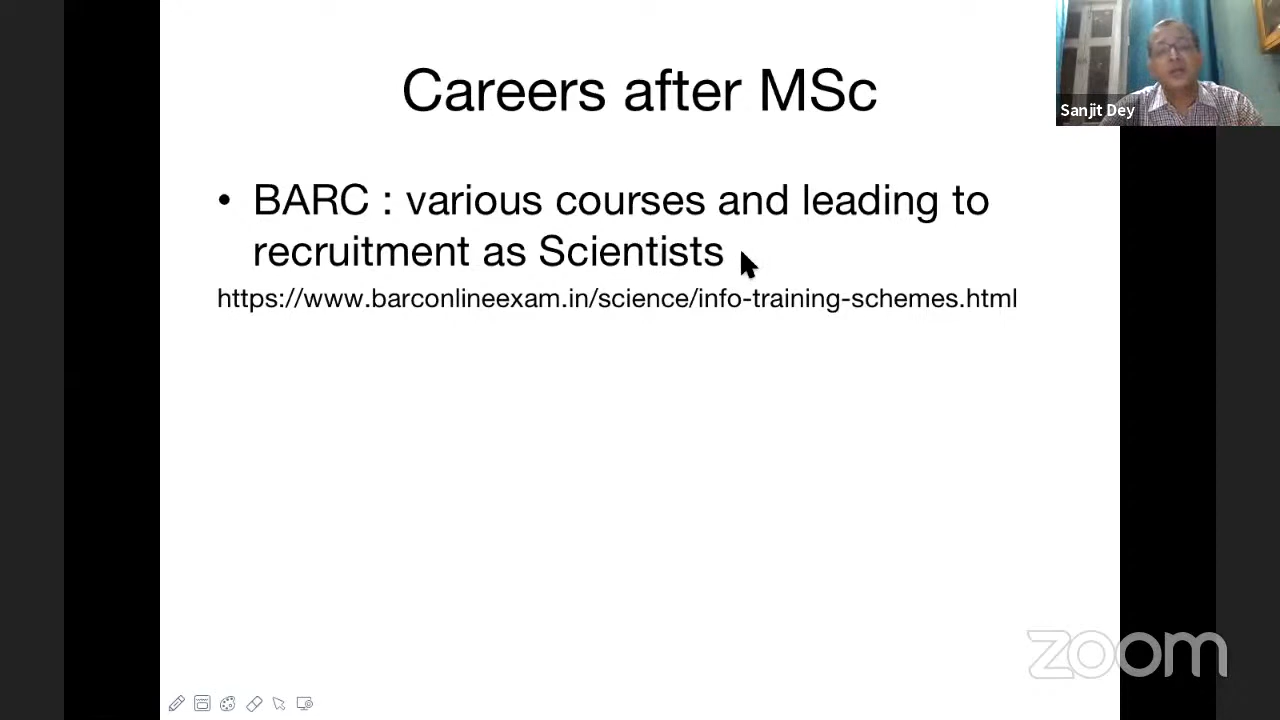 Careers after MSc
Sanjit Dey
• BARC : various courses and leading to
recruitment as Scientists
https://www.barconlineexam.in/science/info-training-schemes.html
zoom